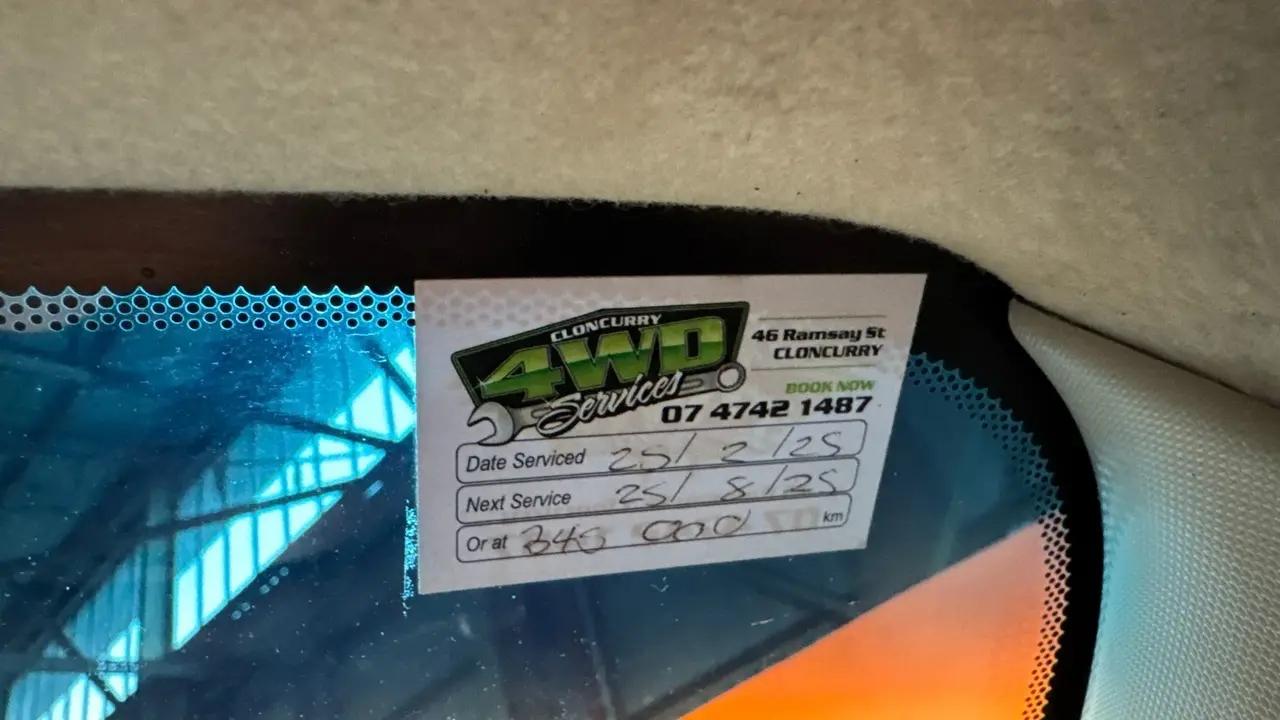 CLONCURRY
4WD
Services
46 Ramsay St
CLONCURRY
BOOK NOW
07 4742 1487
Date Serviced 25/ 2 /25
Next Service 25/ 8 /25
Or at 345 000 km